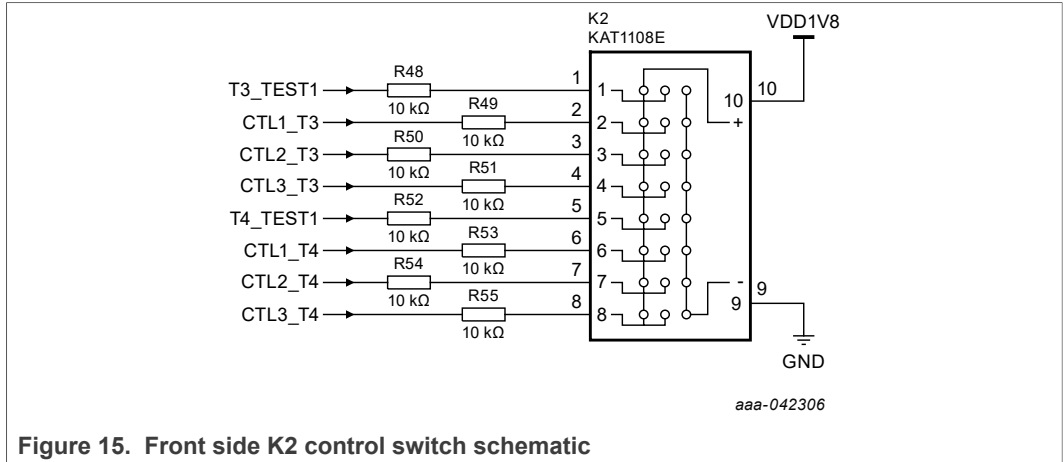 K2
KAT1108E
VDD1V8
T3_TEST1 R48 10 kΩ 1 1
CTL1_T3 R49 10 kΩ 2 2
CTL2_T3 R50 10 kΩ 3 3
CTL3_T3 R51 10 kΩ 4 4
T4_TEST1 R52 10 kΩ 5 5
CTL1_T4 R53 10 kΩ 6 6
CTL2_T4 R54 10 kΩ 7 7
CTL3_T4 R55 10 kΩ 8 8
10 10
+
-
9 9
GND
aaa-042306
Figure 15. Front side K2 control switch schematic